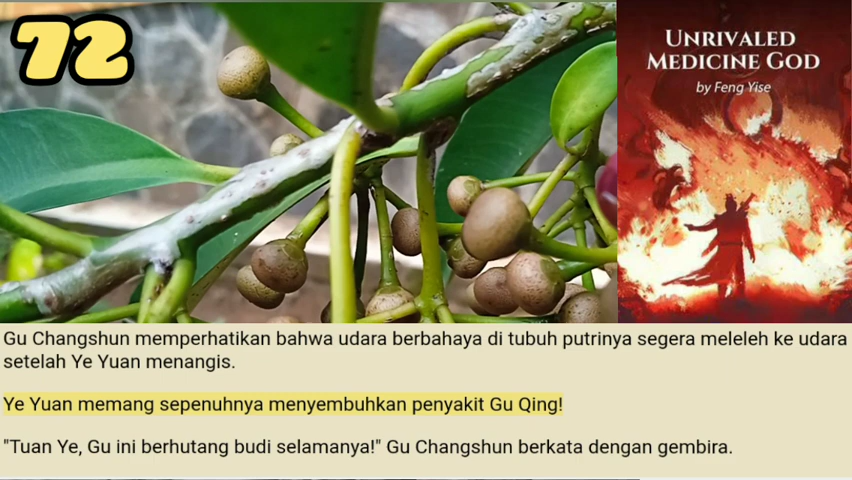 72
UNRIVALED
MEDICINE GOD
by Feng Yise
Gu Changshun memperhatikan bahwa udara berbahaya di tubuh putrinya segera meleleh ke udara
setelah Ye Yuan menangis.
Ye Yuan memang sepenuhnya menyembuhkan penyakit Gu Qing!
"Tuan Ye, Gu ini berhutang budi selamanya!" Gu Changshun berkata dengan gembira.